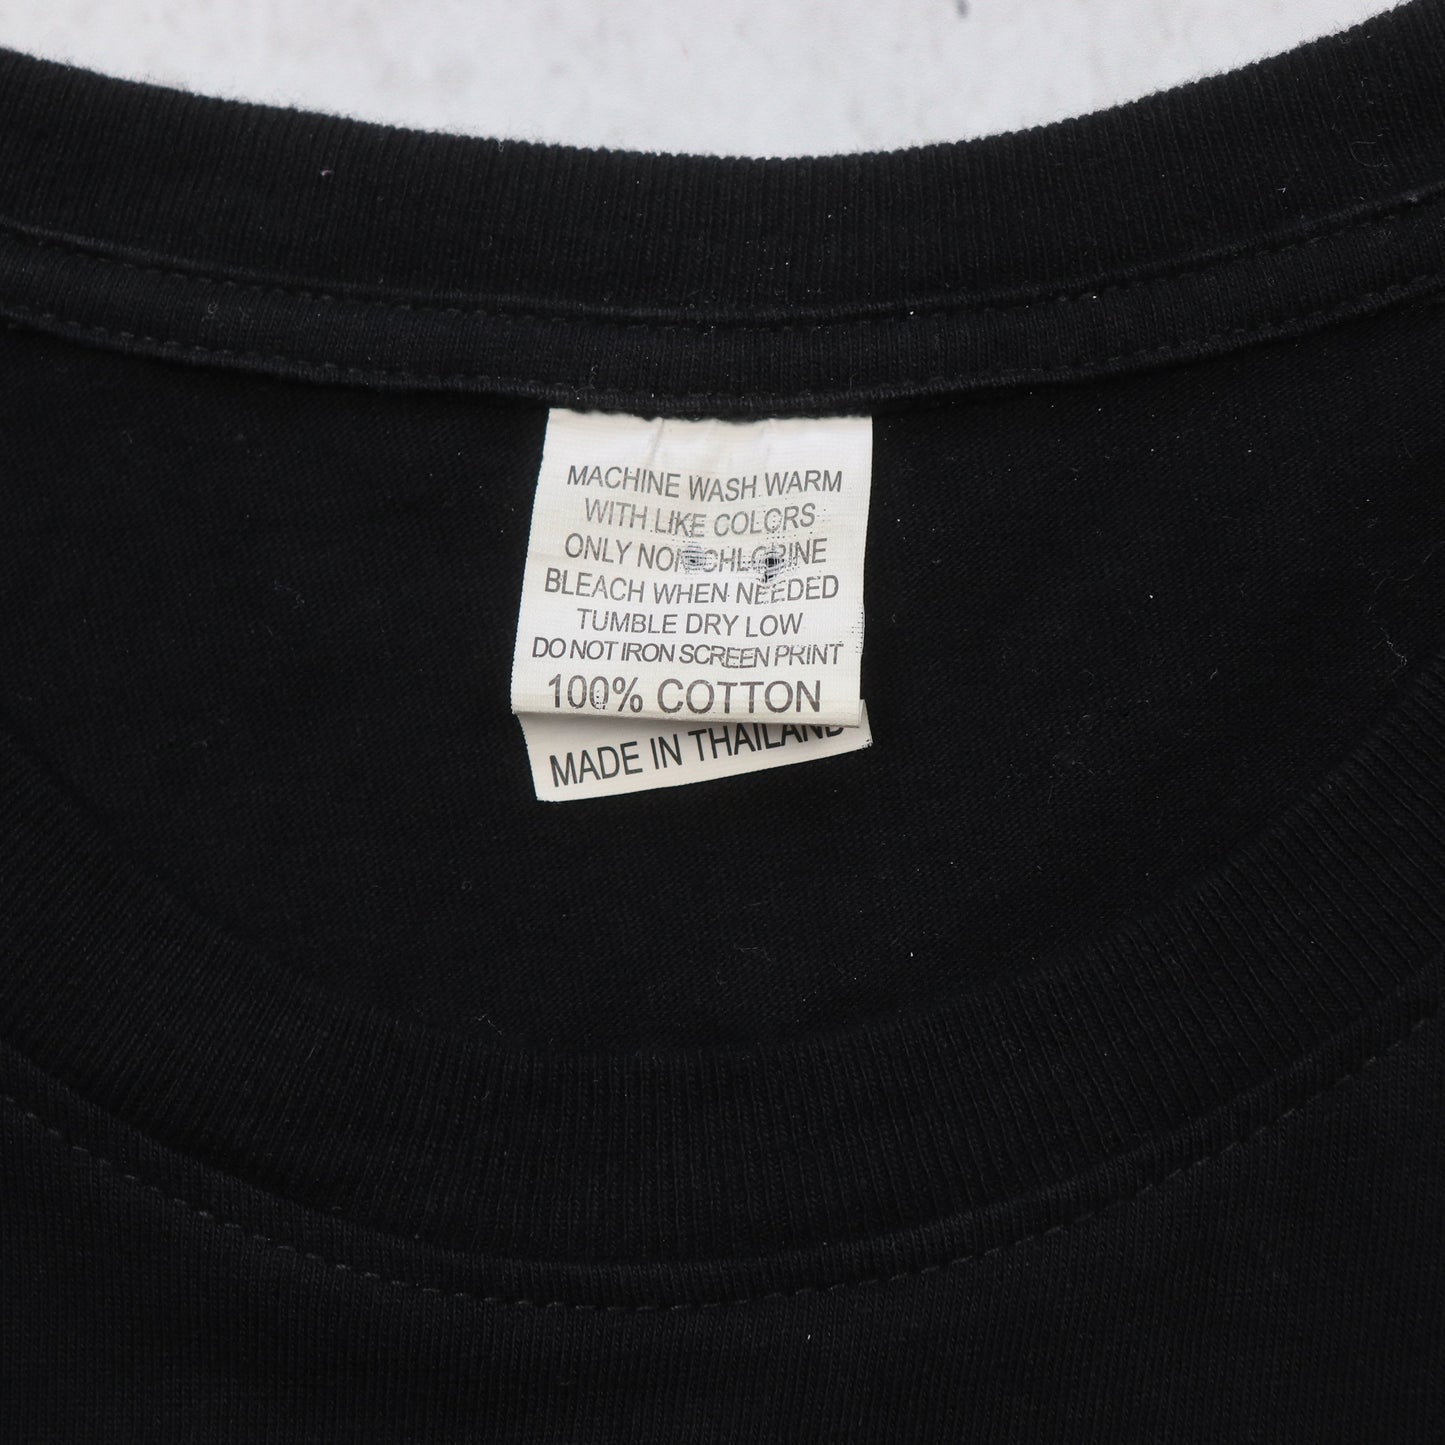 MACHINE WASH WARM
WITH LIKE COLORS
ONLY NON-CHLORINE
BLEACH WHEN NEEDED
TUMBLE DRY LOW
DO NOT IRON SCREEN PRINT
100% COTTON
MADE IN THAILAND